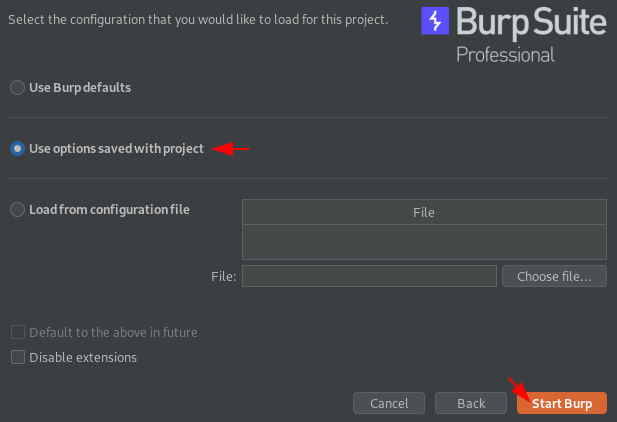 Select the configuration that you would like to load for this project.
Burp Suite
Professional
Use Burp defaults
Use options saved with project
Load from configuration file
File
File:
Choose file...
Default to the above in future
Disable extensions
Cancel
Back
Start Burp